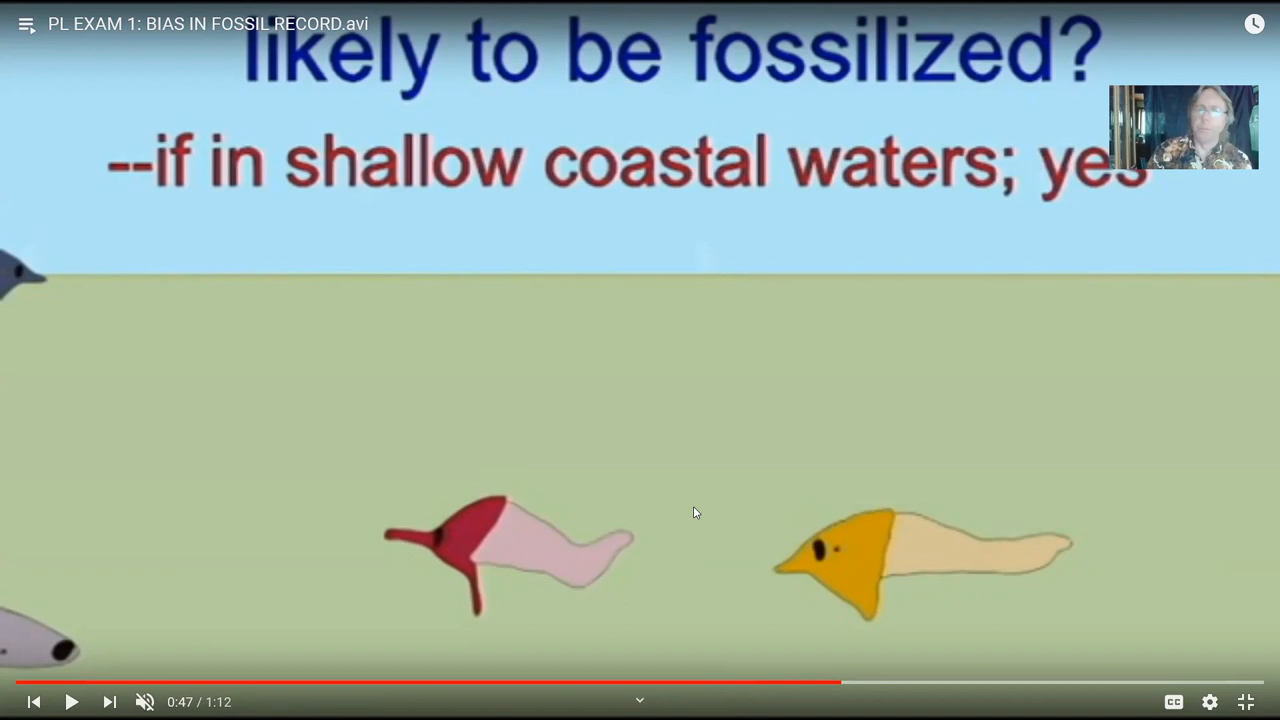 PL EXAM 1: BIAS IN FOSSIL RECORD.avi
likely to be fossilized?
--if in shallow coastal waters; yes
0:47 / 1:12
CC